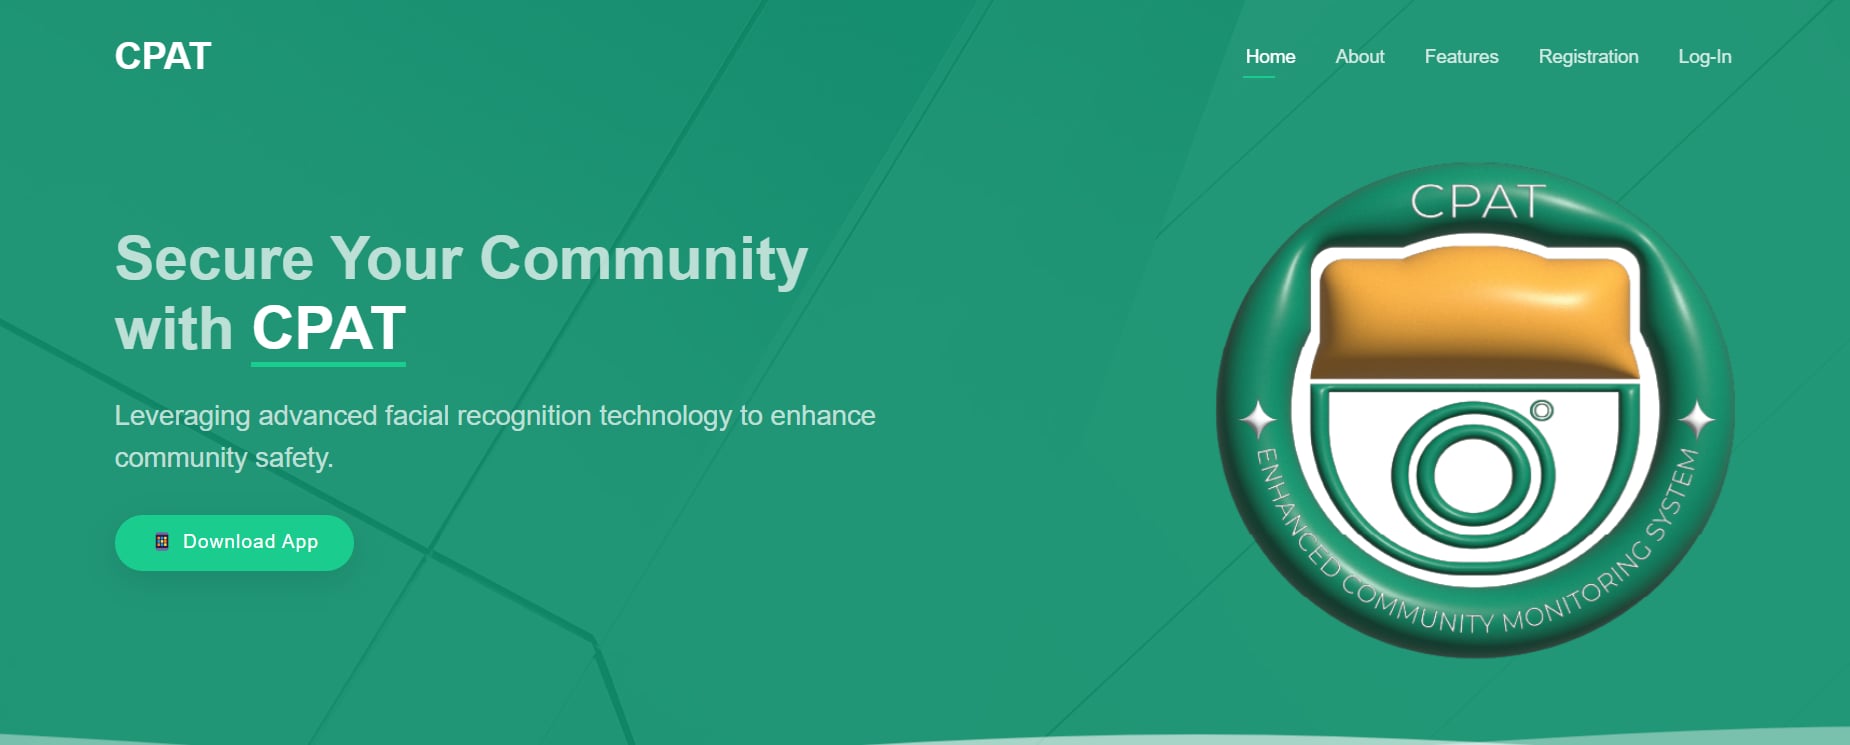 CPAT
Home
About
Features
Registration
Log-In
Secure Your Community
with CPAT
Leveraging advanced facial recognition technology to enhance
community safety.
Download App
CPAT
ENHANCED COMMUNITY MONITORING SYSTEM